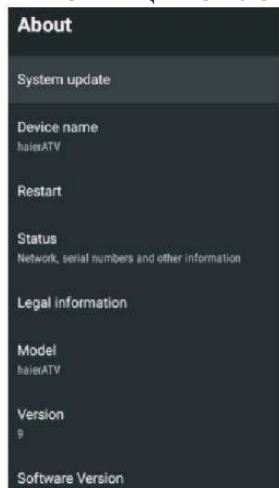 About
System update
Device name
haierATV
Restart
Status
Network, serial numbers and other information
Legal information
Model
haierATV
Version
9
Software Version